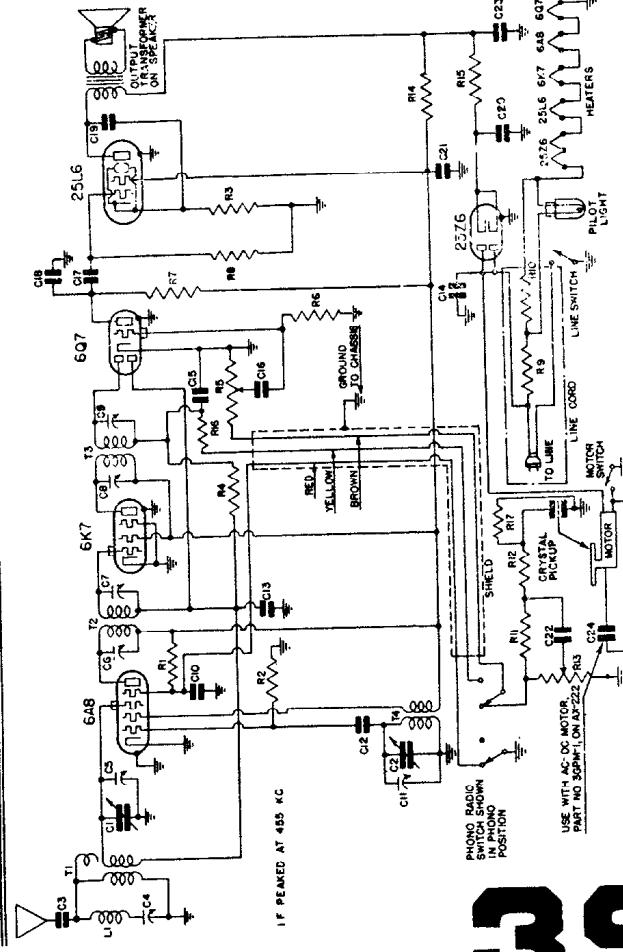 OUTPUT
TRANSFORMER
ON SPEAKER
C19
25L6
R3
R8
C18
C17
R7
6Q7
C15
R5
C16
R6
R16
GROUND
TO CHASSIS
RED
YELLOW
BROWN
SHIELD
C9
T3
C8
6K7
R4
C7
T2
C6
C13
R1
C10
R2
6A8
C5
C1
T1
C3
L1
C4
C12
T4
C2
C11
IF PEAKED AT 455 KC
R14
C21
R15
C23
C20
25Z6
C14
6Q7
6A8
6K7
25L6
25Z6
HEATERS
PILOT
LIGHT
R10
R9
LINE SWITCH
LINE CORD
TO LINE
MOTOR
SWITCH
MOTOR
R17
R12
CRYSTAL
PICKUP
R11
C22
C24
R13
PHONO RADIO
SWITCH SHOWN
IN PHONO
POSITION
USE WITH AC-DC MOTOR,
PART NO 3GPM-1, ON AX-222
39